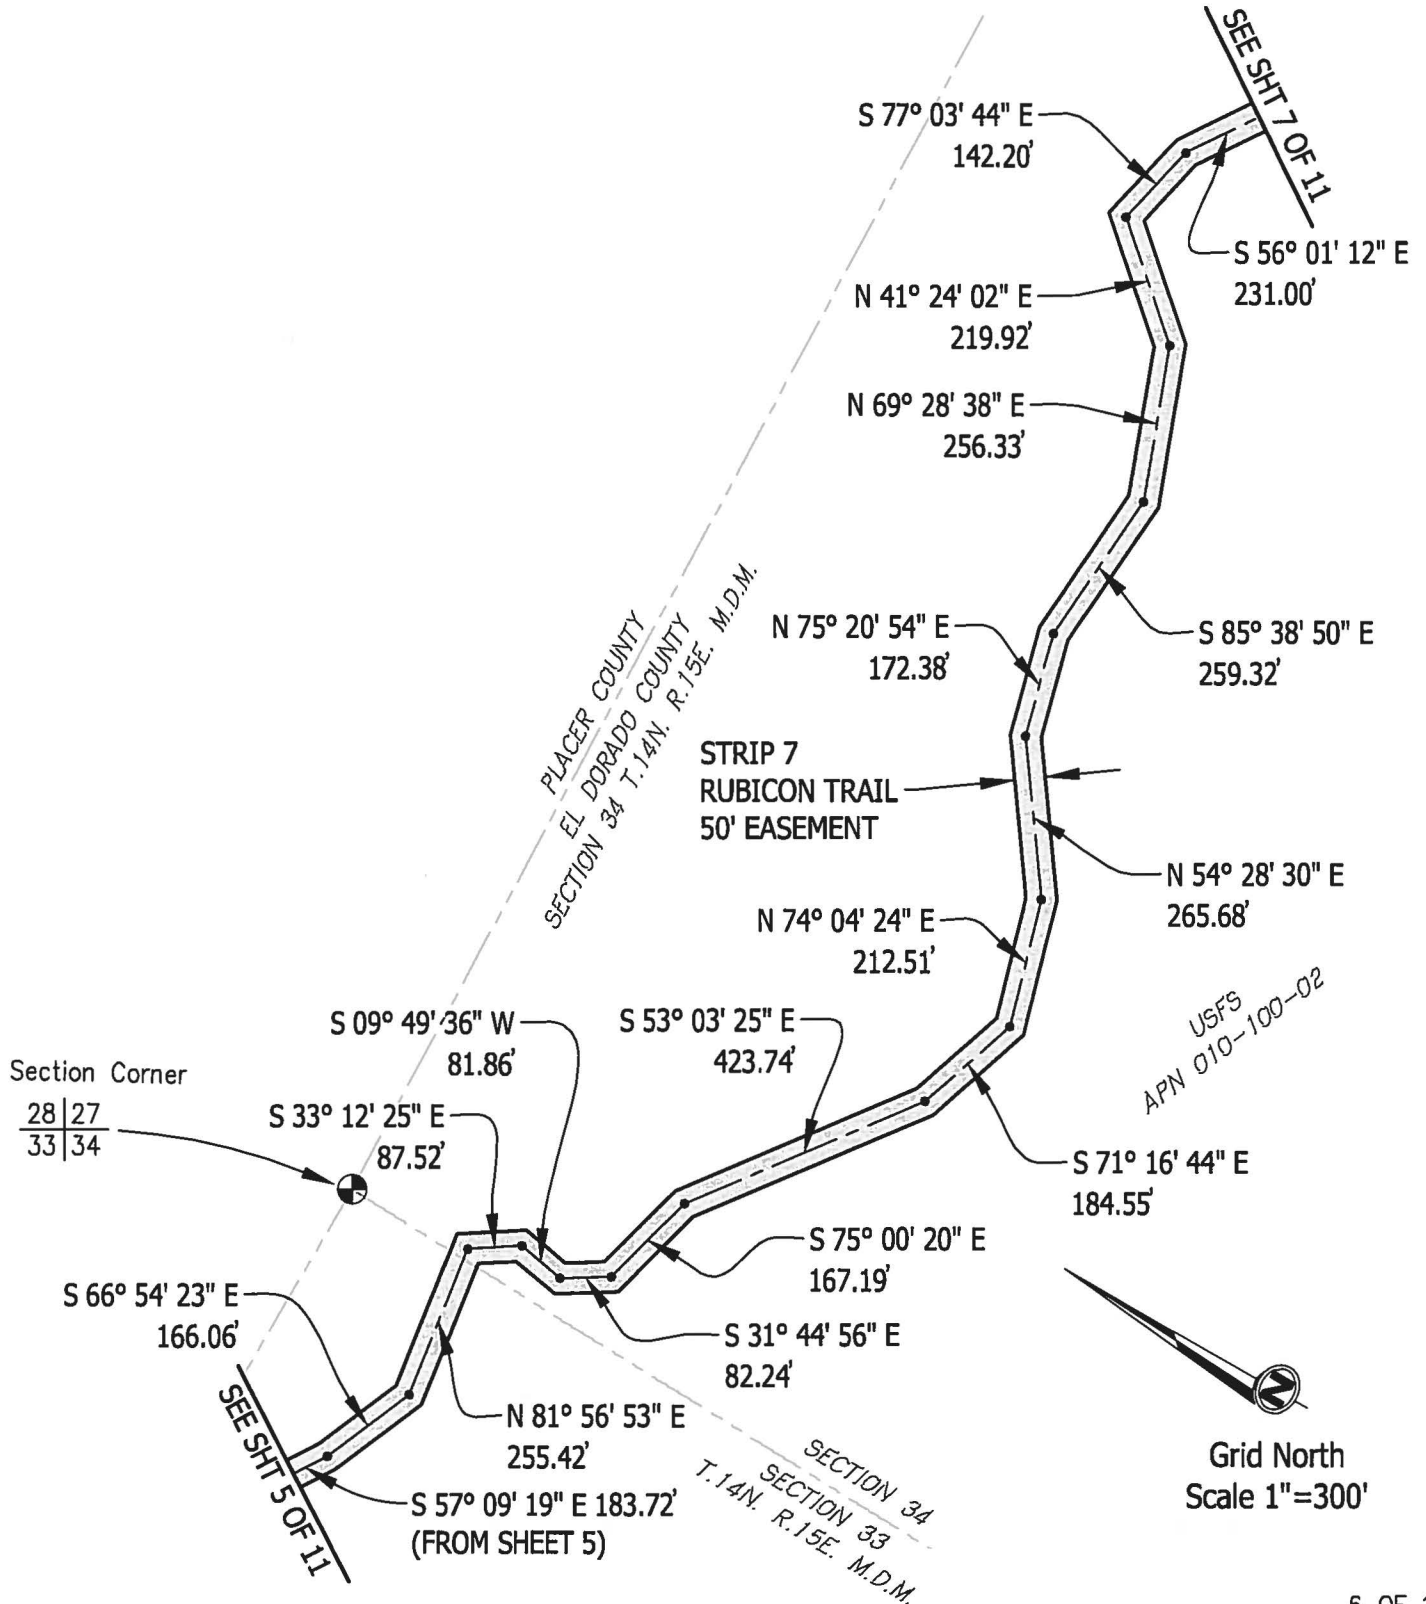 SEE SHT 7 OF 11
S 77° 03' 44" E
142.20'
S 56° 01' 12" E
231.00'
N 41° 24' 02" E
219.92'
N 69° 28' 38" E
256.33'
N 75° 20' 54" E
172.38'
S 85° 38' 50" E
259.32'
PLACER COUNTY
EL DORADO COUNTY
SECTION 34 T.14N. R.15E. M.D.M.
STRIP 7
RUBICON TRAIL
50' EASEMENT
N 54° 28' 30" E
265.68'
N 74° 04' 24" E
212.51'
USFS
APN 010-100-02
S 09° 49' 36" W
81.86'
S 53° 03' 25" E
423.74'
Section Corner
28 27
33 34
S 33° 12' 25" E
87.52'
S 71° 16' 44" E
184.55'
S 75° 00' 20" E
167.19'
S 66° 54' 23" E
166.06'
S 31° 44' 56" E
82.24'
SEE SHT 5 OF 11
N 81° 56' 53" E
255.42'
S 57° 09' 19" E 183.72'
(FROM SHEET 5)
SECTION 34
SECTION 33
T.14N. R.15E. M.D.M.
N
Grid North
Scale 1"=300'